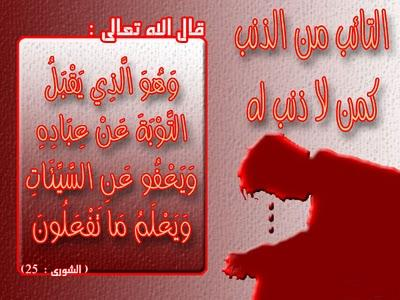 التائب من الذنب
كمن لا ذنب له
قال الله تعالى :
وَهُوَ الَّذِي يَقْبَلُ
التَّوْبَةَ عَنْ عِبَادِهِ
وَيَعْفُو عَنِ السَّيِّئَاتِ
وَيَعْلَمُ مَا تَفْعَلُونَ
( الشورى : 25 )